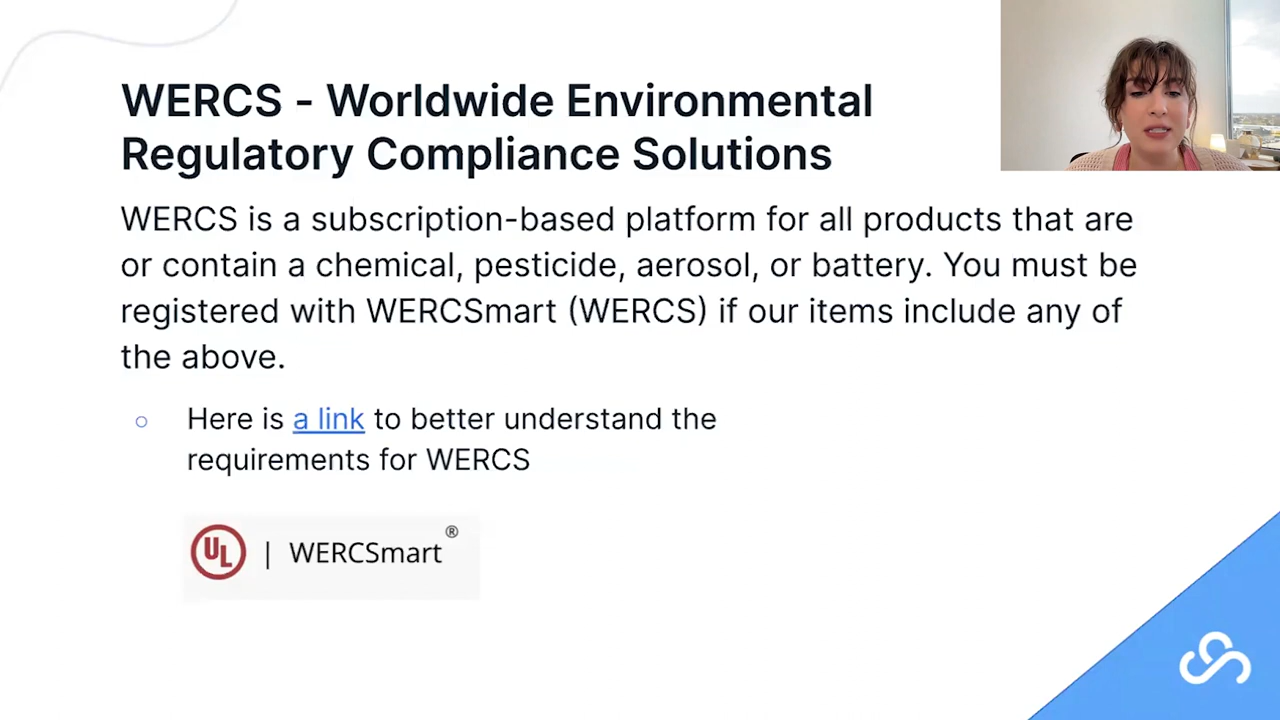 WERCS - Worldwide Environmental
Regulatory Compliance Solutions
WERCS is a subscription-based platform for all products that are
or contain a chemical, pesticide, aerosol, or battery. You must be
registered with WERCSmart (WERCS) if our items include any of
the above.
Here is a link to better understand the
requirements for WERCS
UL | WERCSmart®